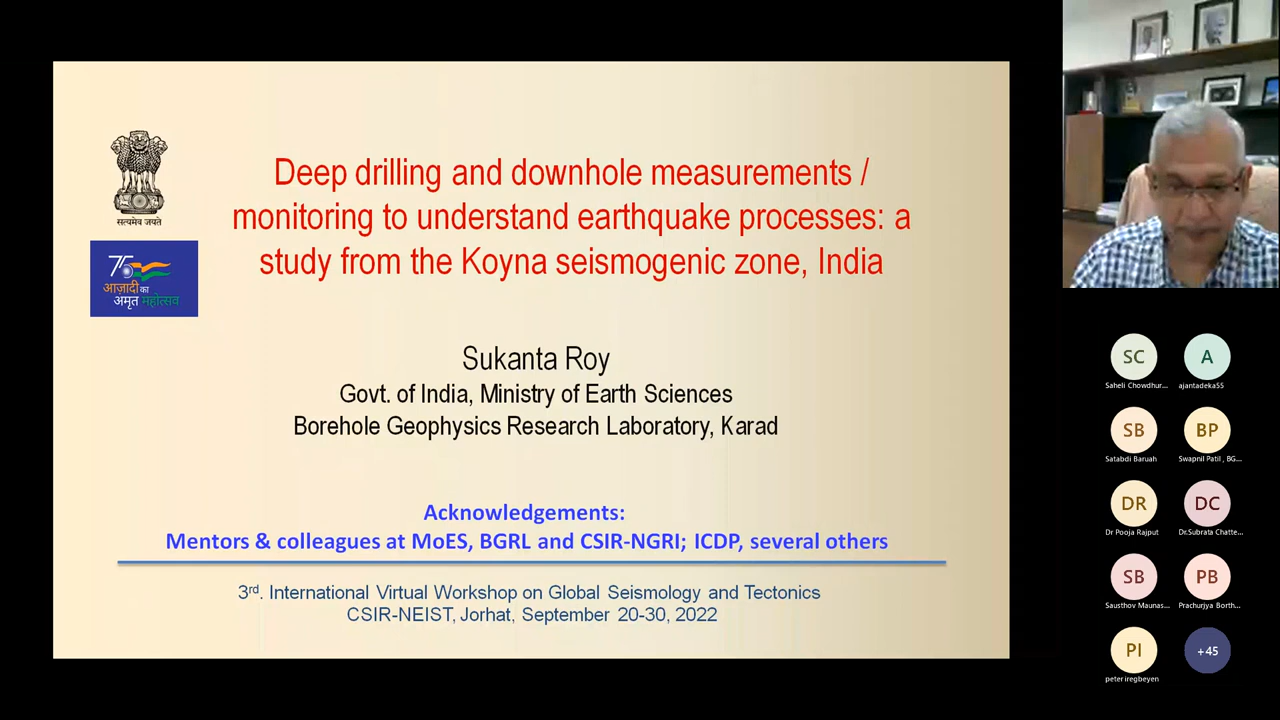 सत्यमेव जयते
75
आज़ादी का
अमृत महोत्सव
Deep drilling and downhole measurements /
monitoring to understand earthquake processes: a
study from the Koyna seismogenic zone, India
Sukanta Roy
Govt. of India, Ministry of Earth Sciences
Borehole Geophysics Research Laboratory, Karad
Acknowledgements:
Mentors & colleagues at MoES, BGRL and CSIR-NGRI; ICDP, several others
3rd. International Virtual Workshop on Global Seismology and Tectonics
CSIR-NEIST, Jorhat, September 20-30, 2022
SC
A
Saheli Chowdhur...
ajantadeka55
SB
BP
Satabdi Baruah
Swapnil Patil , BG...
DR
DC
Dr Pooja Rajput
Dr.Subrata Chatte...
SB
PB
Sausthov Maunas...
Prachurjya Borth...
PI
+45
peter iregbeyen